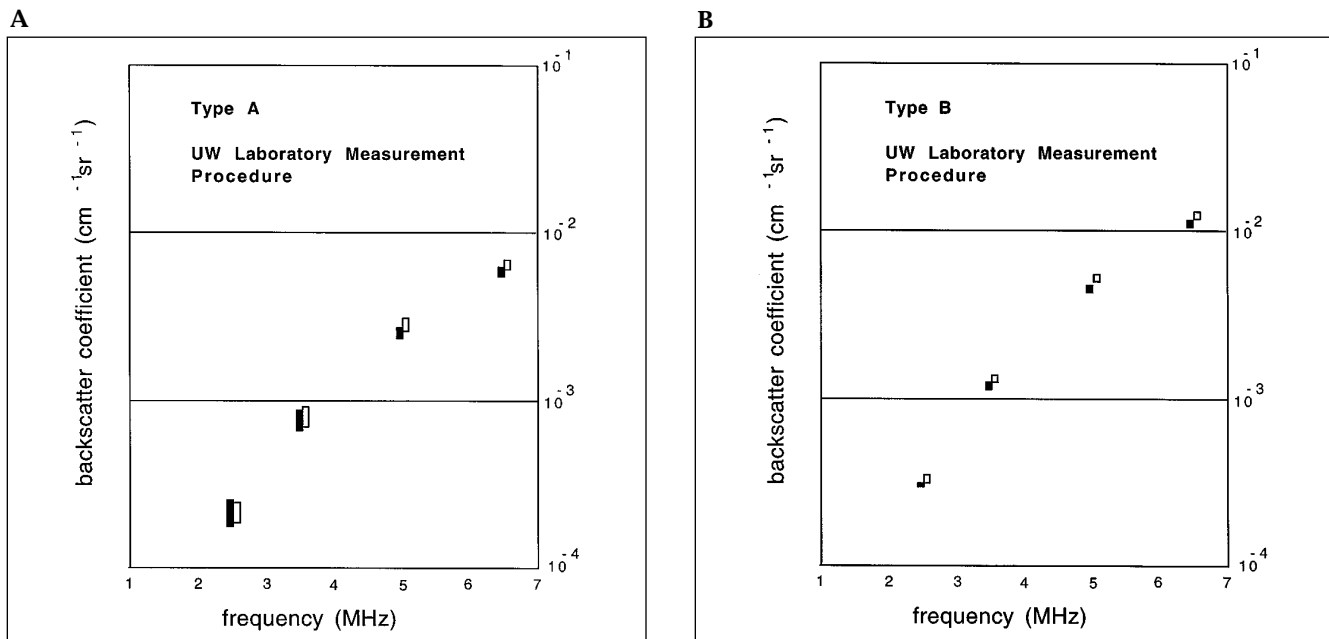 A
backscatter coefficient (cm -1sr -1)
Type A
UW Laboratory Measurement
Procedure
10-1
10-2
10-3
10-4
1 2 3 4 5 6 7
frequency (MHz)
B
backscatter coefficient (cm -1sr -1)
Type B
UW Laboratory Measurement
Procedure
10-1
10-2
10-3
10-4
1 2 3 4 5 6 7
frequency (MHz)